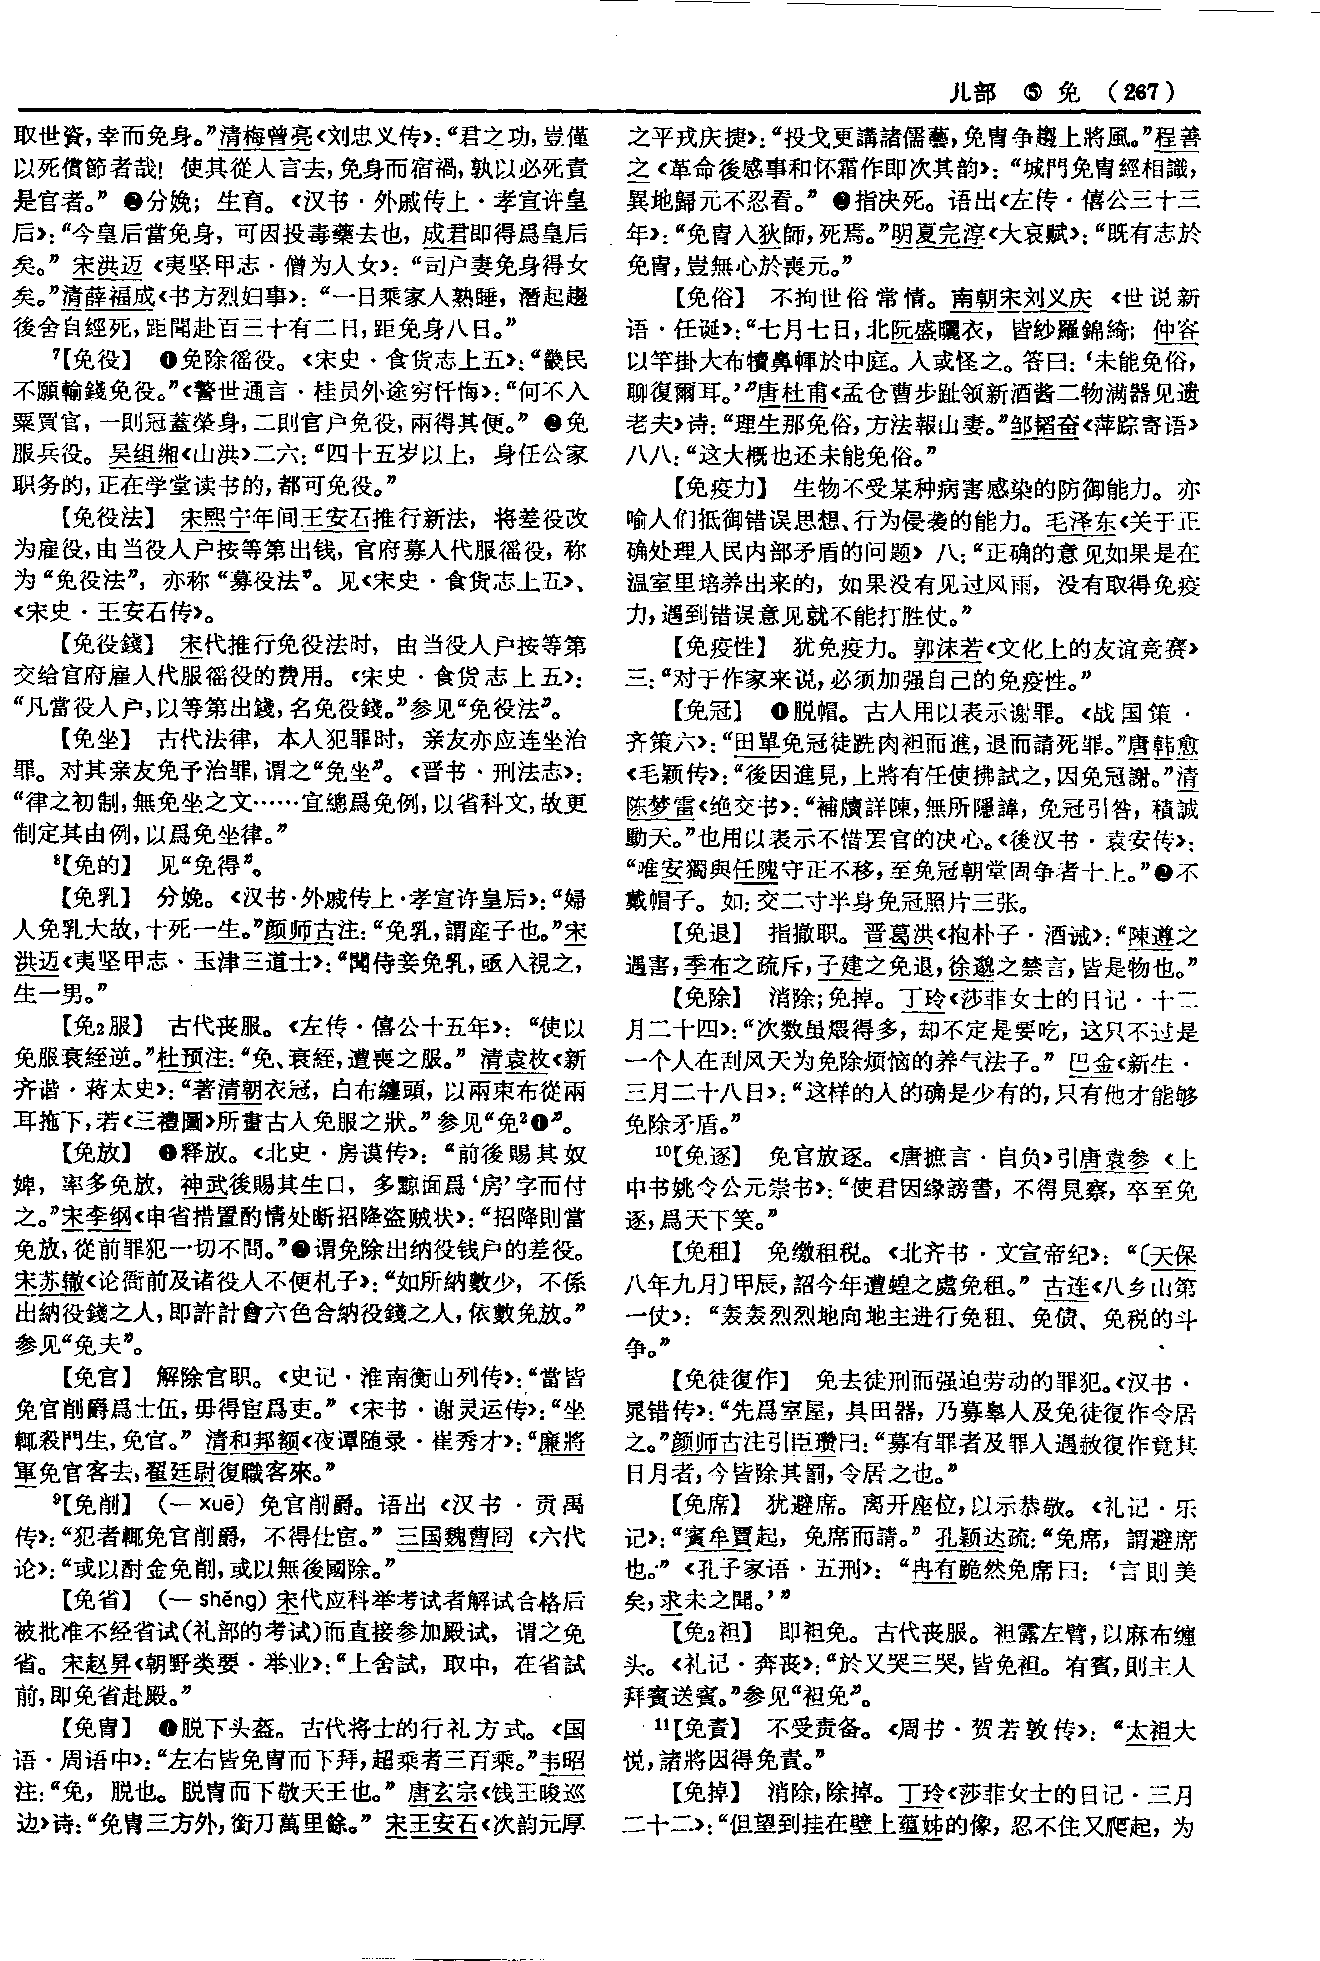 儿部 ⑤ 免 (267)
取世資，幸而免身。”清梅曾亮《刘忠义传》：“君之功，豈僅
以死償節者哉！使其從人言去，免身而宿禍，孰以必死責
是官者。” ❷分娩；生育。《汉书·外戚传上·孝宣许皇
后》：“今皇后當免身，可因投毒藥去也，成君即得爲皇后
矣。”宋洪迈《夷坚甲志·僧为人女》：“司户妻免身得女
矣。”清薛福成《书方烈妇事》：“一日乘家人熟睡，潛起趨
後舍自經死，距聞赴百三十有二日，距免身八日。”
7【免役】 ❶免除徭役。《宋史·食货志上五》：“畿民
不願輸錢免役。”《警世通言·桂员外途穷忏悔》：“何不入
粟買官，一則冠蓋榮身，二則官户免役，兩得其便。” ❷免
服兵役。吴组缃《山洪》二六：“四十五岁以上，身任公家
职务的，正在学堂读书的，都可免役。”
【免役法】 宋熙宁年间王安石推行新法，将差役改
为雇役，由当役人户按等第出钱，官府募人代服徭役，称
为“免役法”，亦称“募役法”。见《宋史·食货志上五》、
《宋史·王安石传》。
【免役錢】 宋代推行免役法时，由当役人户按等第
交给官府雇人代服徭役的费用。《宋史·食货志上五》：
“凡當役人户，以等第出錢，名免役錢。”参见“免役法”。
【免坐】 古代法律，本人犯罪时，亲友亦应连坐治
罪。对其亲友免予治罪，谓之“免坐”。《晋书·刑法志》：
“律之初制，無免坐之文……宜總爲免例，以省科文，故更
制定其由例，以爲免坐律。”
8【免的】 见“免得”。
【免乳】 分娩。《汉书·外戚传上·孝宣许皇后》：“婦
人免乳大故，十死一生。”颜师古注：“免乳，謂産子也。”宋
洪迈《夷坚甲志·玉津三道士》：“聞侍妾免乳，亟入視之，
生一男。”
【免2服】 古代丧服。《左传·僖公十五年》：“使以
免服衰絰逆。”杜预注：“免、衰絰，遭喪之服。” 清袁枚《新
齐谐·蒋太史》：“著清朝衣冠，白布纏頭，以兩束布從兩
耳拖下，若《三禮圖》所畫古人免服之狀。”参见“免2❶”。
【免放】 ❶释放。《北史·房谟传》：“前後賜其奴
婢，率多免放，神武後賜其生口，多黥面爲‘房’字而付
之。”宋李纲《申省措置酌情处断招降盗贼状》：“招降則當
免放，從前罪犯一切不問。”❷谓免除出纳役钱户的差役。
宋苏辙《论衙前及诸役人不便札子》：“如所納數少，不係
出納役錢之人，即許計會六色合納役錢之人，依數免放。”
参见“免夫”。
【免官】 解除官职。《史记·淮南衡山列传》：“當皆
免官削爵爲士伍，毋得宦爲吏。”《宋书·谢灵运传》：“坐
輒殺門生，免官。” 清和邦额《夜谭随录·崔秀才》：“廉將
軍免官客去，翟廷尉復職客來。”
9【免削】 (一 xuē) 免官削爵。语出《汉书·贡禹
传》：“犯者輒免官削爵，不得仕宦。” 三国魏曹冏《六代
论》：“或以酎金免削，或以無後國除。”
【免省】 (一 shěng) 宋代应科举考试者解试合格后
被批准不经省试(礼部的考试)而直接参加殿试，谓之免
省。宋赵昇《朝野类要·举业》：“上舍試，取中，在省試
前，即免省赴殿。”
【免胄】 ❶脱下头盔。古代将士的行礼方式。《国
语·周语中》：“左右皆免胄而下拜，超乘者三百乘。”韦昭
注：“免，脱也。脱胄而下敬天王也。” 唐玄宗《饯王晙巡
边》诗：“免胄三方外，銜刀萬里餘。” 宋王安石《次韵元厚
之平戎庆捷》：“投戈更講諸儒藝，免胄争趨上將風。”程善
之《革命後感事和怀霜作即次其韵》：“城門免胄經相識，
異地歸元不忍看。” ❷指决死。语出《左传·僖公三十三
年》：“免胄入狄師，死焉。”明夏完淳《大哀赋》：“既有志於
免胄，豈無心於喪元。”
【免俗】 不拘世俗常情。南朝宋刘义庆《世说新
语·任诞》：“七月七日，北阮盛曬衣，皆紗羅錦綺；仲容
以竿掛大布犢鼻㡓於中庭。人或怪之。答曰：‘未能免俗，
聊復爾耳。’”唐杜甫《孟仓曹步趾领新酒酱二物满器见遗
老夫》诗：“理生那免俗，方法報山妻。”邹韬奋《萍踪寄语》
八八：“这大概也还未能免俗。”
【免疫力】 生物不受某种病害感染的防御能力。亦
喻人们抵御错误思想、行为侵袭的能力。毛泽东《关于正
确处理人民内部矛盾的问题》八：“正确的意见如果是在
温室里培养出来的，如果没有见过风雨，没有取得免疫
力，遇到错误意见就不能打胜仗。”
【免疫性】 犹免疫力。郭沫若《文化上的友谊竞赛》
三：“对于作家来说，必须加强自己的免疫性。”
【免冠】 ❶脱帽。古人用以表示谢罪。《战国策·
齐策六》：“田單免冠徒跣肉袒而進，退而請死罪。”唐韩愈
《毛颖传》：“後因進見，上將有任使拂試之，因免冠謝。”清
陈梦雷《绝交书》：“補牘詳陳，無所隱諱，免冠引咎，積誠
動天。”也用以表示不惜罢官的决心。《後汉书·袁安传》：
“唯安獨與任隗守正不移，至免冠朝堂固争者十上。”❷不
戴帽子。如：交二寸半身免冠照片三张。
【免退】 指撤职。晋葛洪《抱朴子·酒诫》：“陳遵之
遇害，季布之疏斥，子建之免退，徐邈之禁言，皆是物也。”
【免除】 消除；免掉。丁玲《莎菲女士的日记·十二
月二十四》：“次数虽煨得多，却不定是要吃，这只不过是
一个人在刮风天为免除烦恼的养气法子。” 巴金《新生·
三月二十八日》：“这样的人的确是少有的，只有他才能够
免除矛盾。”
10【免逐】 免官放逐。《唐摭言·自负》引唐袁参《上
中书姚令公元崇书》：“使君因缘謗書，不得見察，卒至免
逐，爲天下笑。”
【免租】 免缴租税。《北齐书·文宣帝纪》：“〔天保
八年九月〕甲辰，詔今年遭蝗之處免租。” 古连《八乡山第
一仗》：“轰轰烈烈地向地主进行免租、免债、免税的斗
争。”
【免徒復作】 免去徒刑而强迫劳动的罪犯。《汉书·
晁错传》：“先爲室屋，具田器，乃募辠人及免徒復作令居
之。”颜师古注引臣瓒曰：“募有罪者及罪人遇赦復作竟其
日月者，今皆除其罰，令居之也。”
【免席】 犹避席。离开座位，以示恭敬。《礼记·乐
记》：“賓牟賈起，免席而請。” 孔颖达疏：“免席，謂避席
也。”《孔子家语·五刑》：“冉有跪然免席曰：‘言則美
矣，求未之聞。’”
【免2袒】 即袒免。古代丧服。袒露左臂，以麻布缠
头。《礼记·奔丧》：“於又哭三哭，皆免袒。有賓，則主人
拜賓送賓。”参见“袒免”。
11【免責】 不受责备。《周书·贺若敦传》：“太祖大
悦，諸將因得免責。”
【免掉】 消除，除掉。丁玲《莎菲女士的日记·三月
二十二》：“但望到挂在壁上蕴姊的像，忍不住又爬起，为